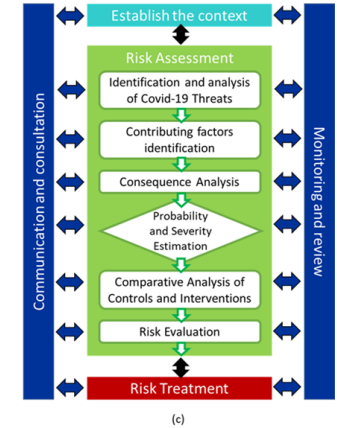 Establish the context
Risk Assessment
Identification and analysis
of Covid-19 Threats
Contributing factors
identification
Consequence Analysis
Probability
and Severity
Estimation
Comparative Analysis of
Controls and Interventions
Risk Evaluation
Risk Treatment
Communication and consultation
Monitoring and review
(c)